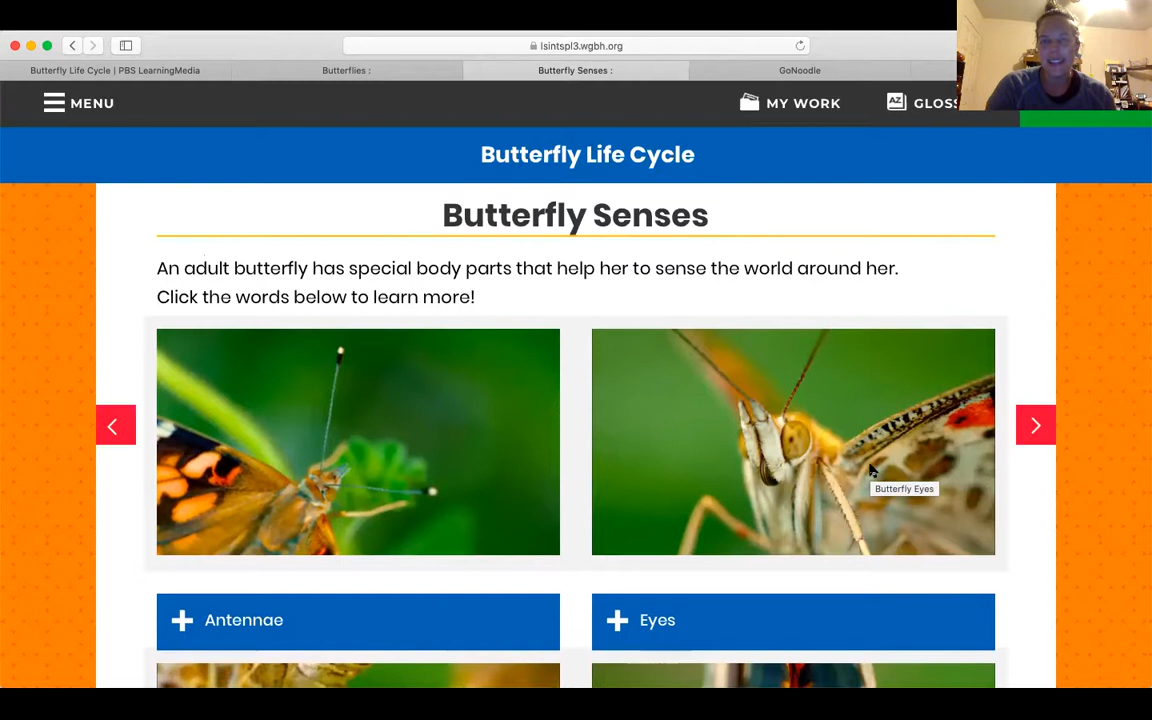 lsintspl3.wgbh.org
Butterfly Life Cycle | PBS LearningMedia
Butterflies :
Butterfly Senses :
GoNoodle
MENU
MY WORK
AZ
Butterfly Life Cycle
Butterfly Senses
An adult butterfly has special body parts that help her to sense the world around her.
Click the words below to learn more!
Butterfly Eyes
Antennae
Eyes